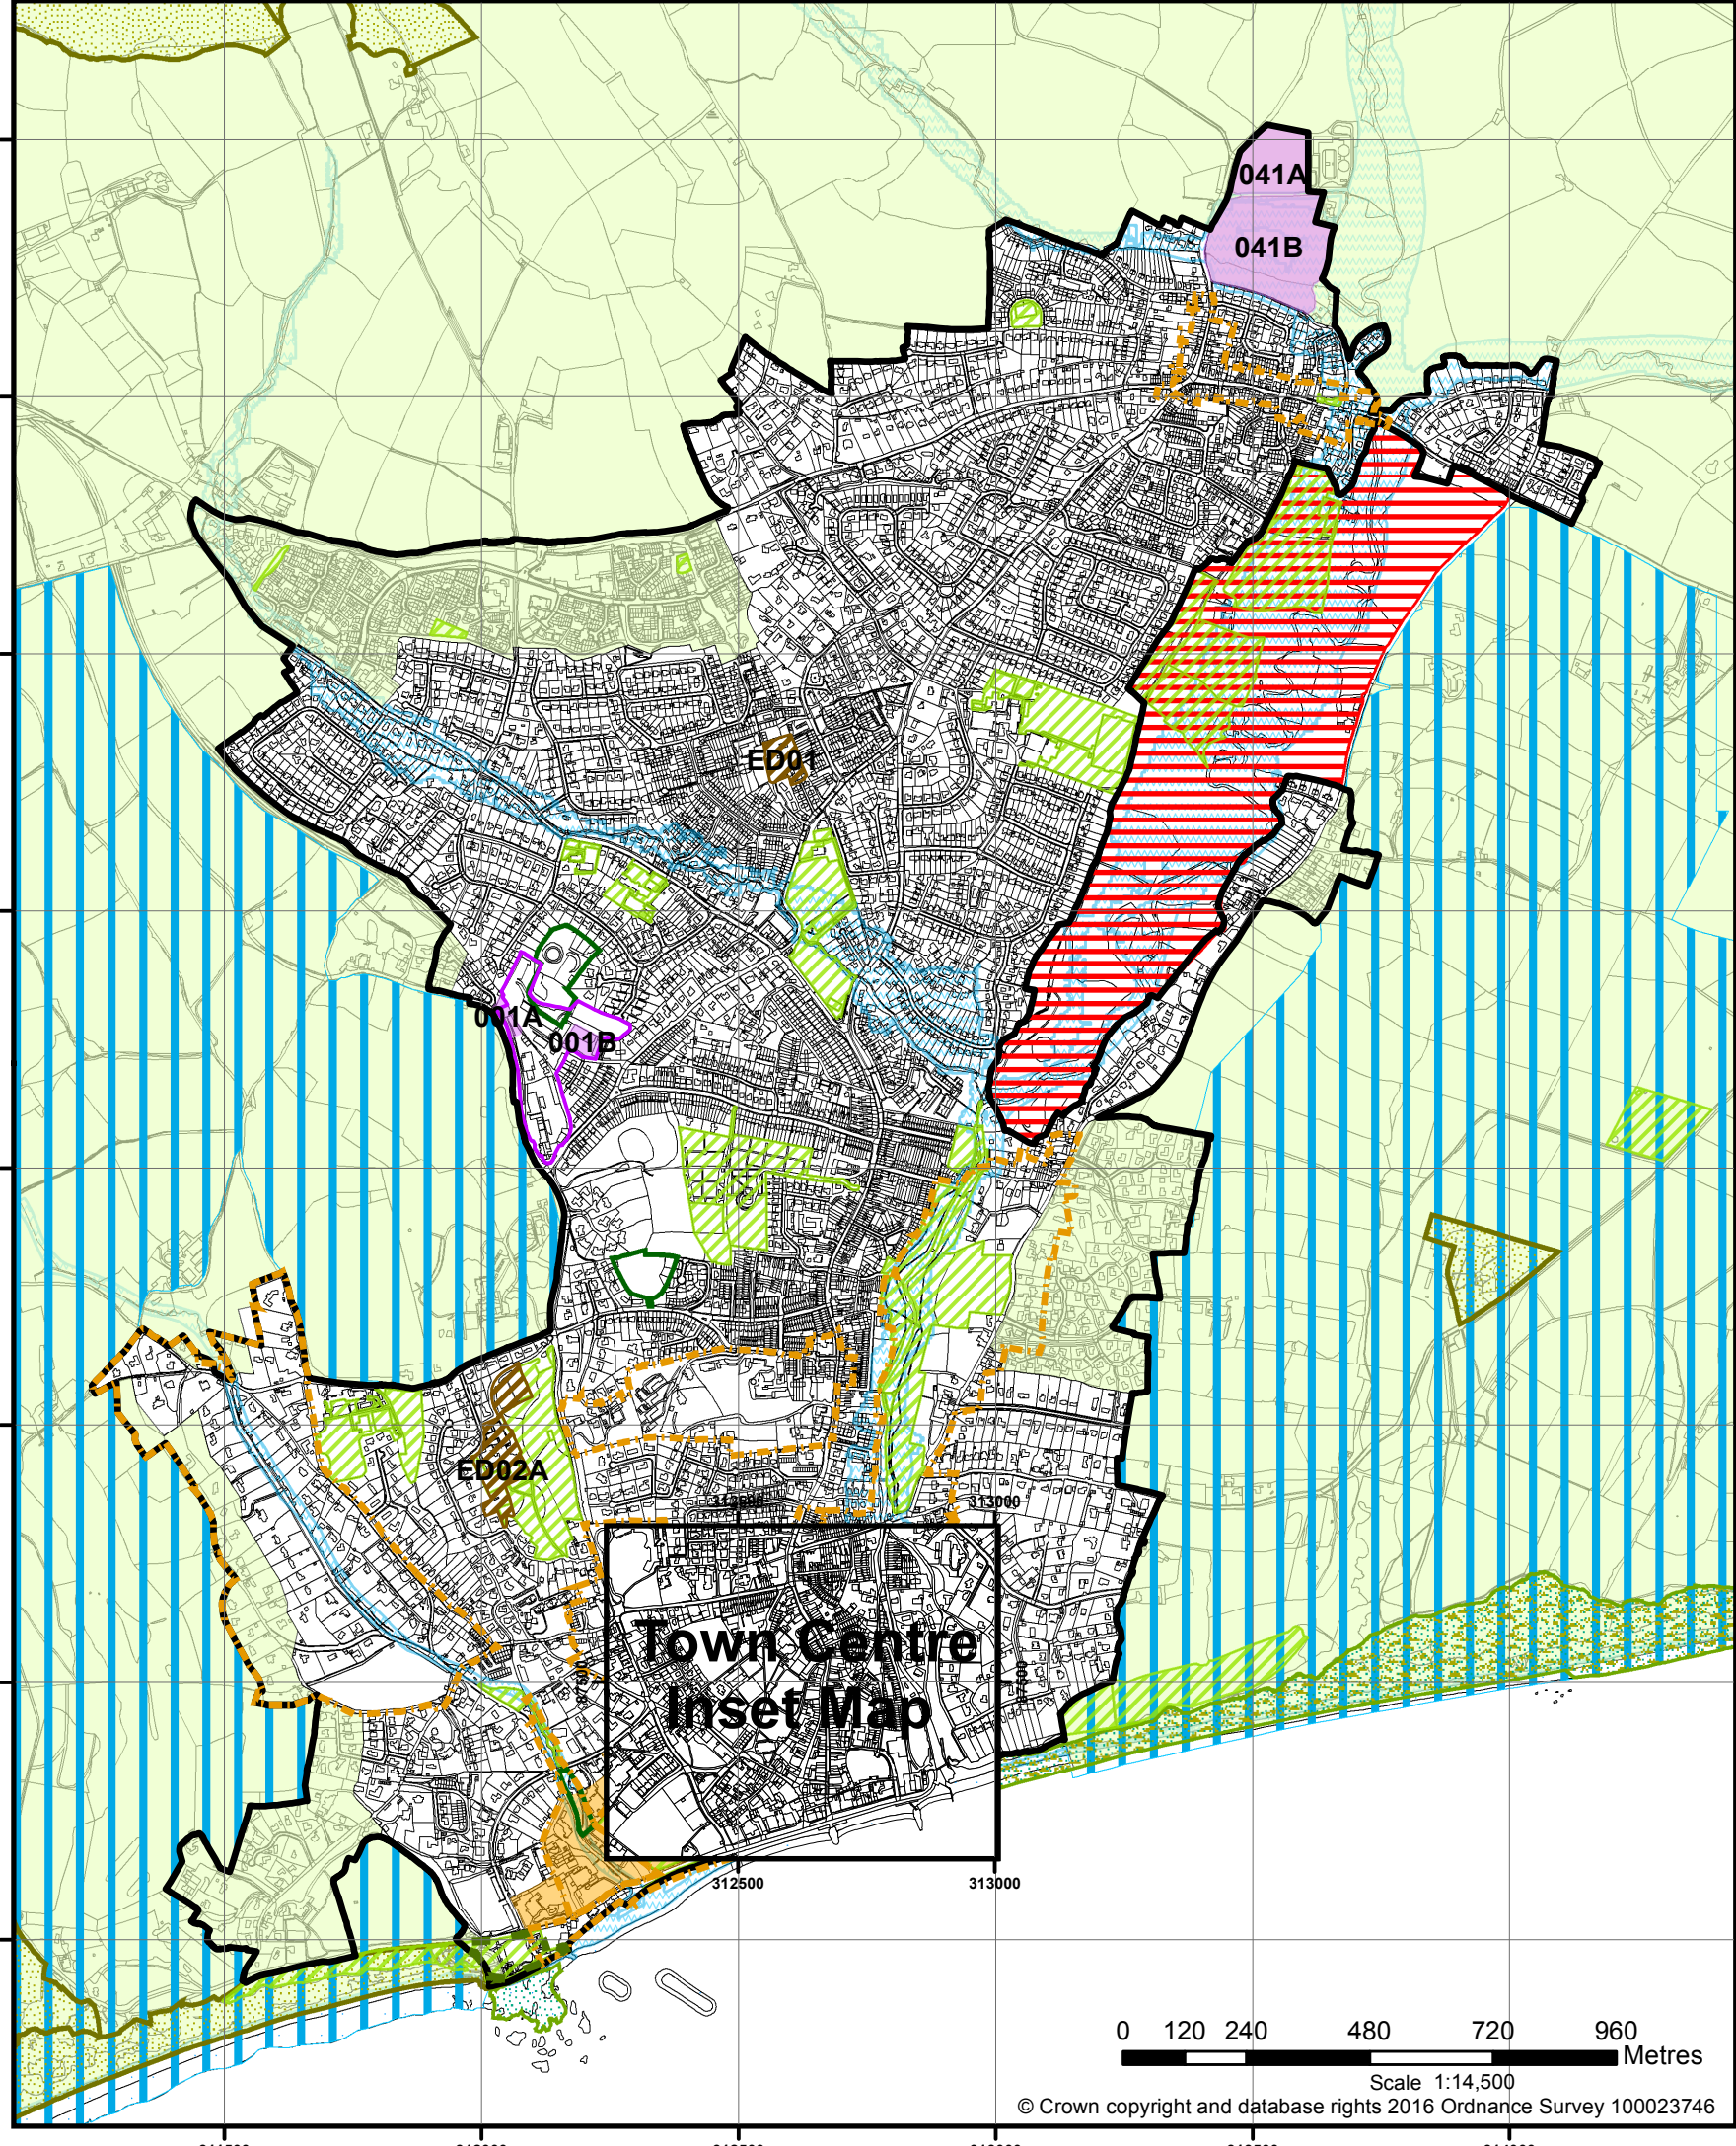 041A
041B
ED01
001A
001B
ED02A
313000
Town Centre
Inset Map
312500
313000
0 120 240 480 720 960
Metres
Scale 1:14,500
© Crown copyright and database rights 2016 Ordnance Survey 100023746